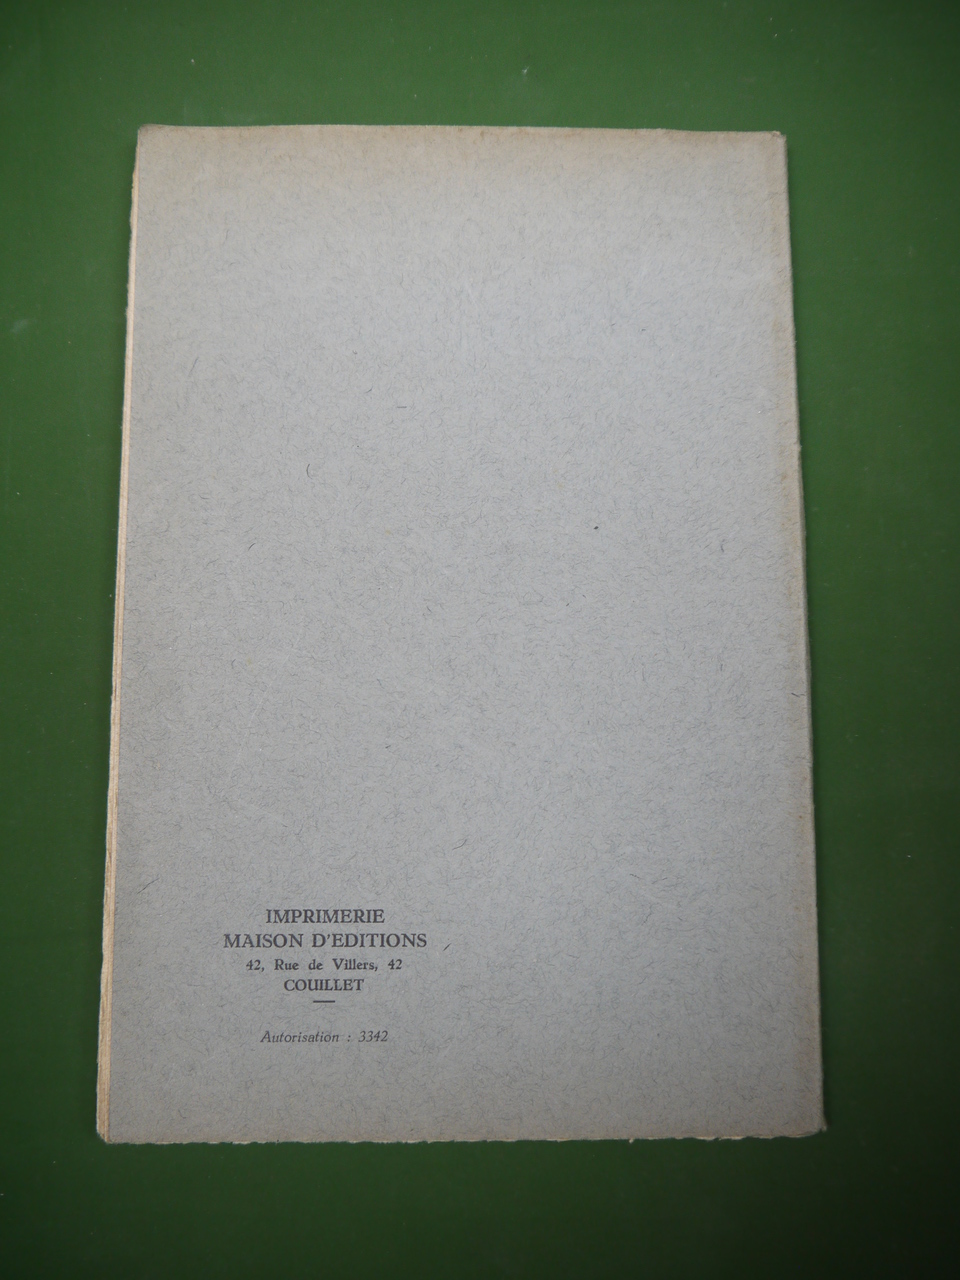 IMPRIMERIE
MAISON D'EDITIONS
42, Rue de Villers, 42
COUILLET
Autorisation : 3342